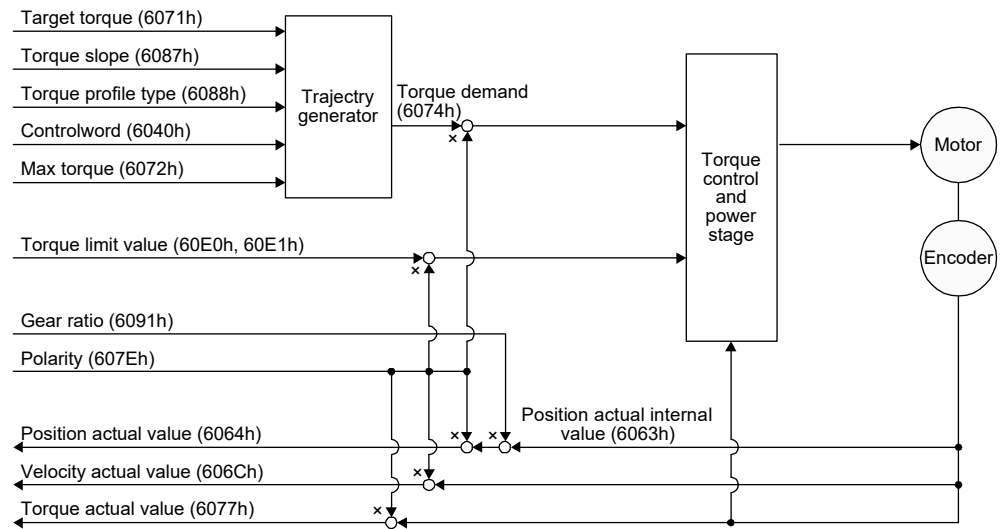 Target torque (6071h)
Torque slope (6087h)
Torque profile type (6088h)
Controlword (6040h)
Max torque (6072h)
Trajectry
generator
Torque demand
(6074h)
×
Torque
control
and
power
stage
Motor
Encoder
Torque limit value (60E0h, 60E1h)
×
Gear ratio (6091h)
Polarity (607Eh)
Position actual internal
value (6063h)
Position actual value (6064h)
×
×
Velocity actual value (606Ch)
×
Torque actual value (6077h)
×